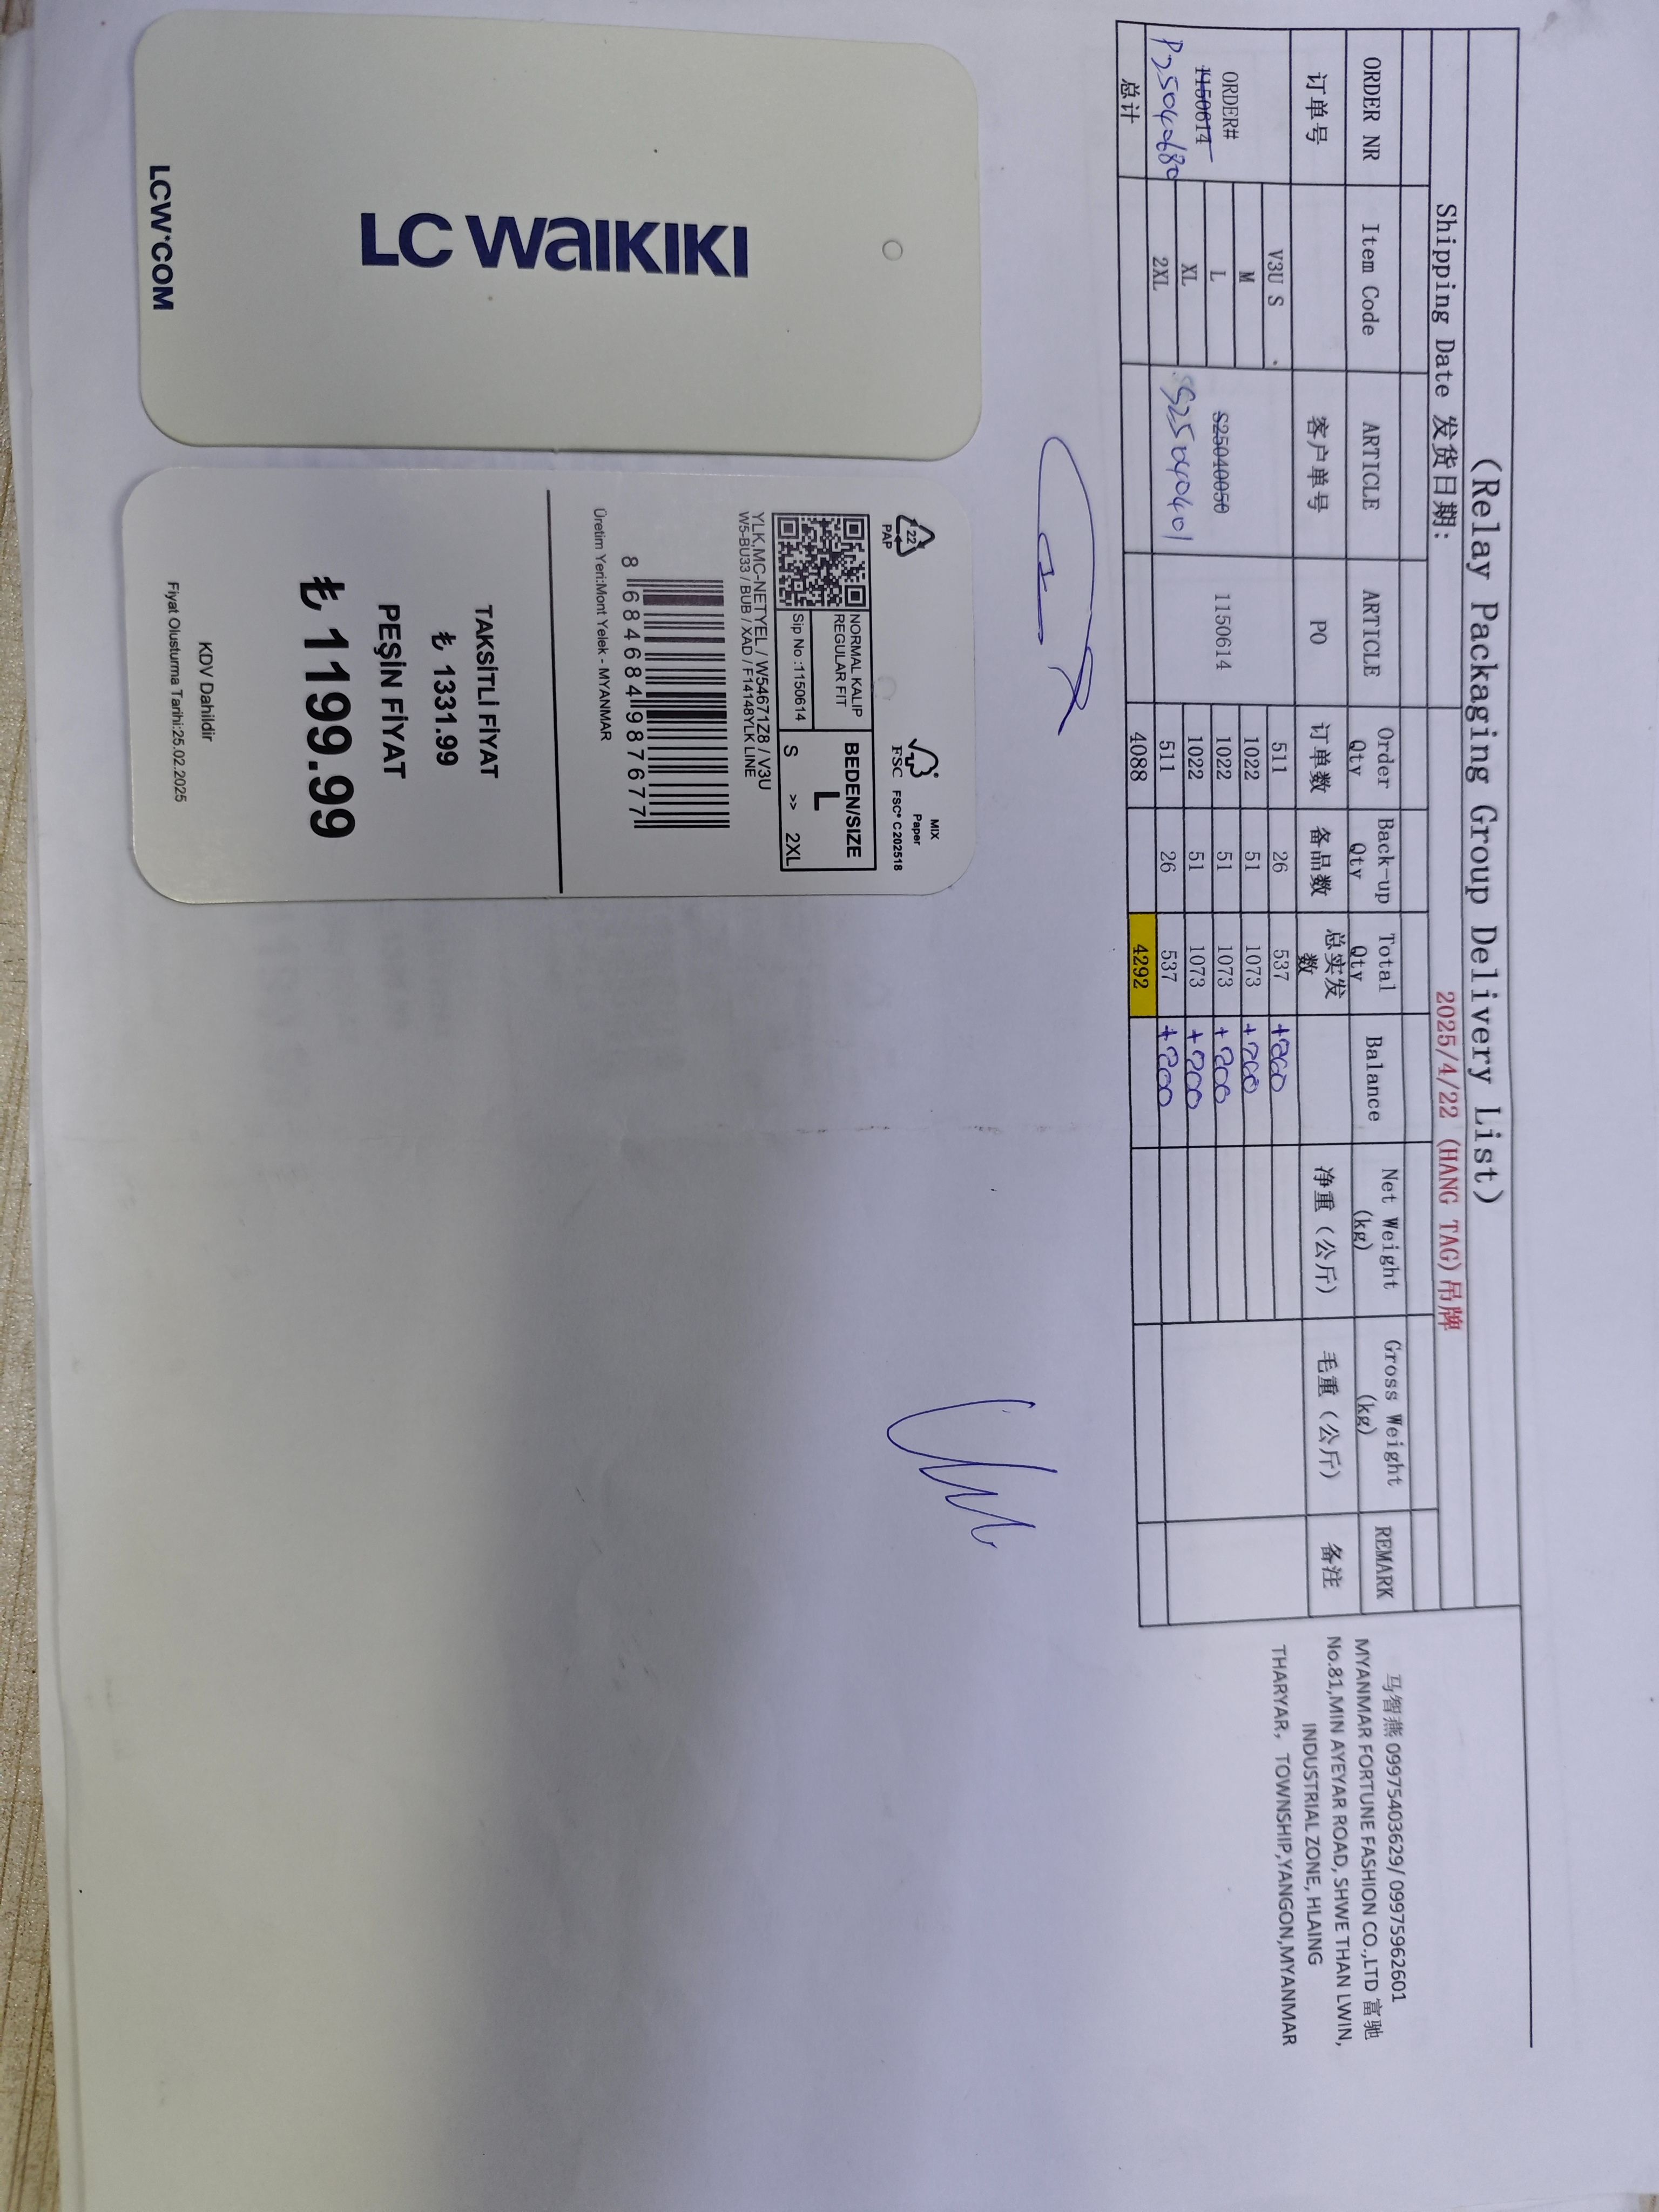 (Relay Packaging Group Delivery List)
Shipping Date 发货日期: 2025/4/22 (HANG TAG) 吊牌
ORDER NR Item Code ARTICLE ARTICLE Order Qty Back-up Qty Total Qty Balance Net Weight (kg) Gross Weight (kg) REMARK
订单号 客户单号 PO 订单数 备品数 总实发数 净重（公斤） 毛重（公斤） 备注
V3U S 511 26 537 +200
M 1022 51 1073 +200
ORDER# L S25040050 1150614 1022 51 1073 +200
1150614 XL 1022 51 1073 +200
P25040680 2XL S25040401 511 26 537 +200
总计 4088 4292
马智燕 09975403629/ 09975962601
MYANMAR FORTUNE FASHION CO.,LTD 富驰
No.81,MIN AYEYAR ROAD, SHWE THAN LWIN,
INDUSTRIAL ZONE, HLAING
THARYAR，TOWNSHIP,YANGON,MYANMAR
LC WAIKIKI
LCW.COM
22
PAP
FSC
MIX
Paper
FSC® C202518
NORMAL KALIP
REGULAR FIT
Sip No :1150614
BEDEN/SIZE
L
S >> 2XL
YLK,MC-NETYEL / W54671Z8 / V3U
W5-BU33 / BUB / XAD / F14148YLK LINE
8 684684 987677
Üretim Yeri:Mont Yelek - MYANMAR
TAKSİTLİ FİYAT
₺ 1331.99
PEŞİN FİYAT
₺ 1199.99
KDV Dahildir
Fiyat Olusturma Tarihi:25.02.2025